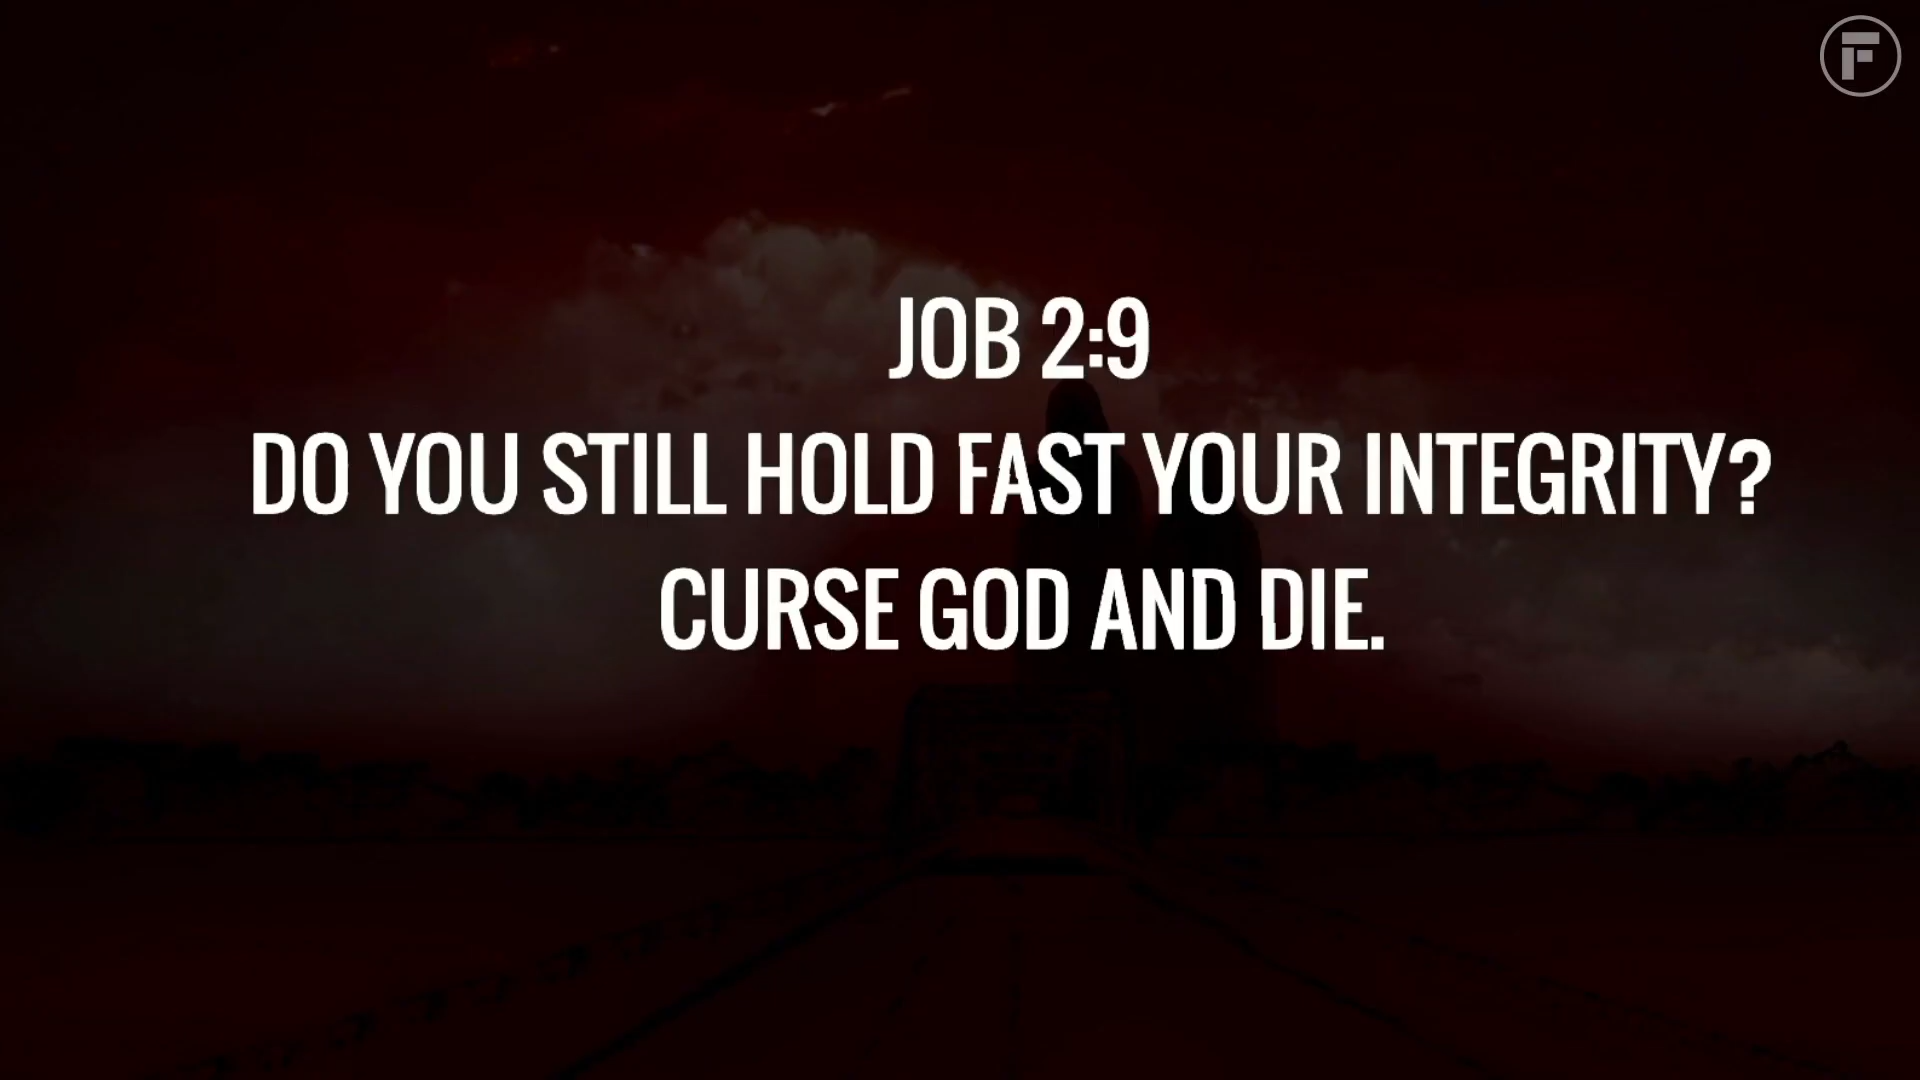 F
JOB 2:9
DO YOU STILL HOLD FAST YOUR INTEGRITY?
CURSE GOD AND DIE.